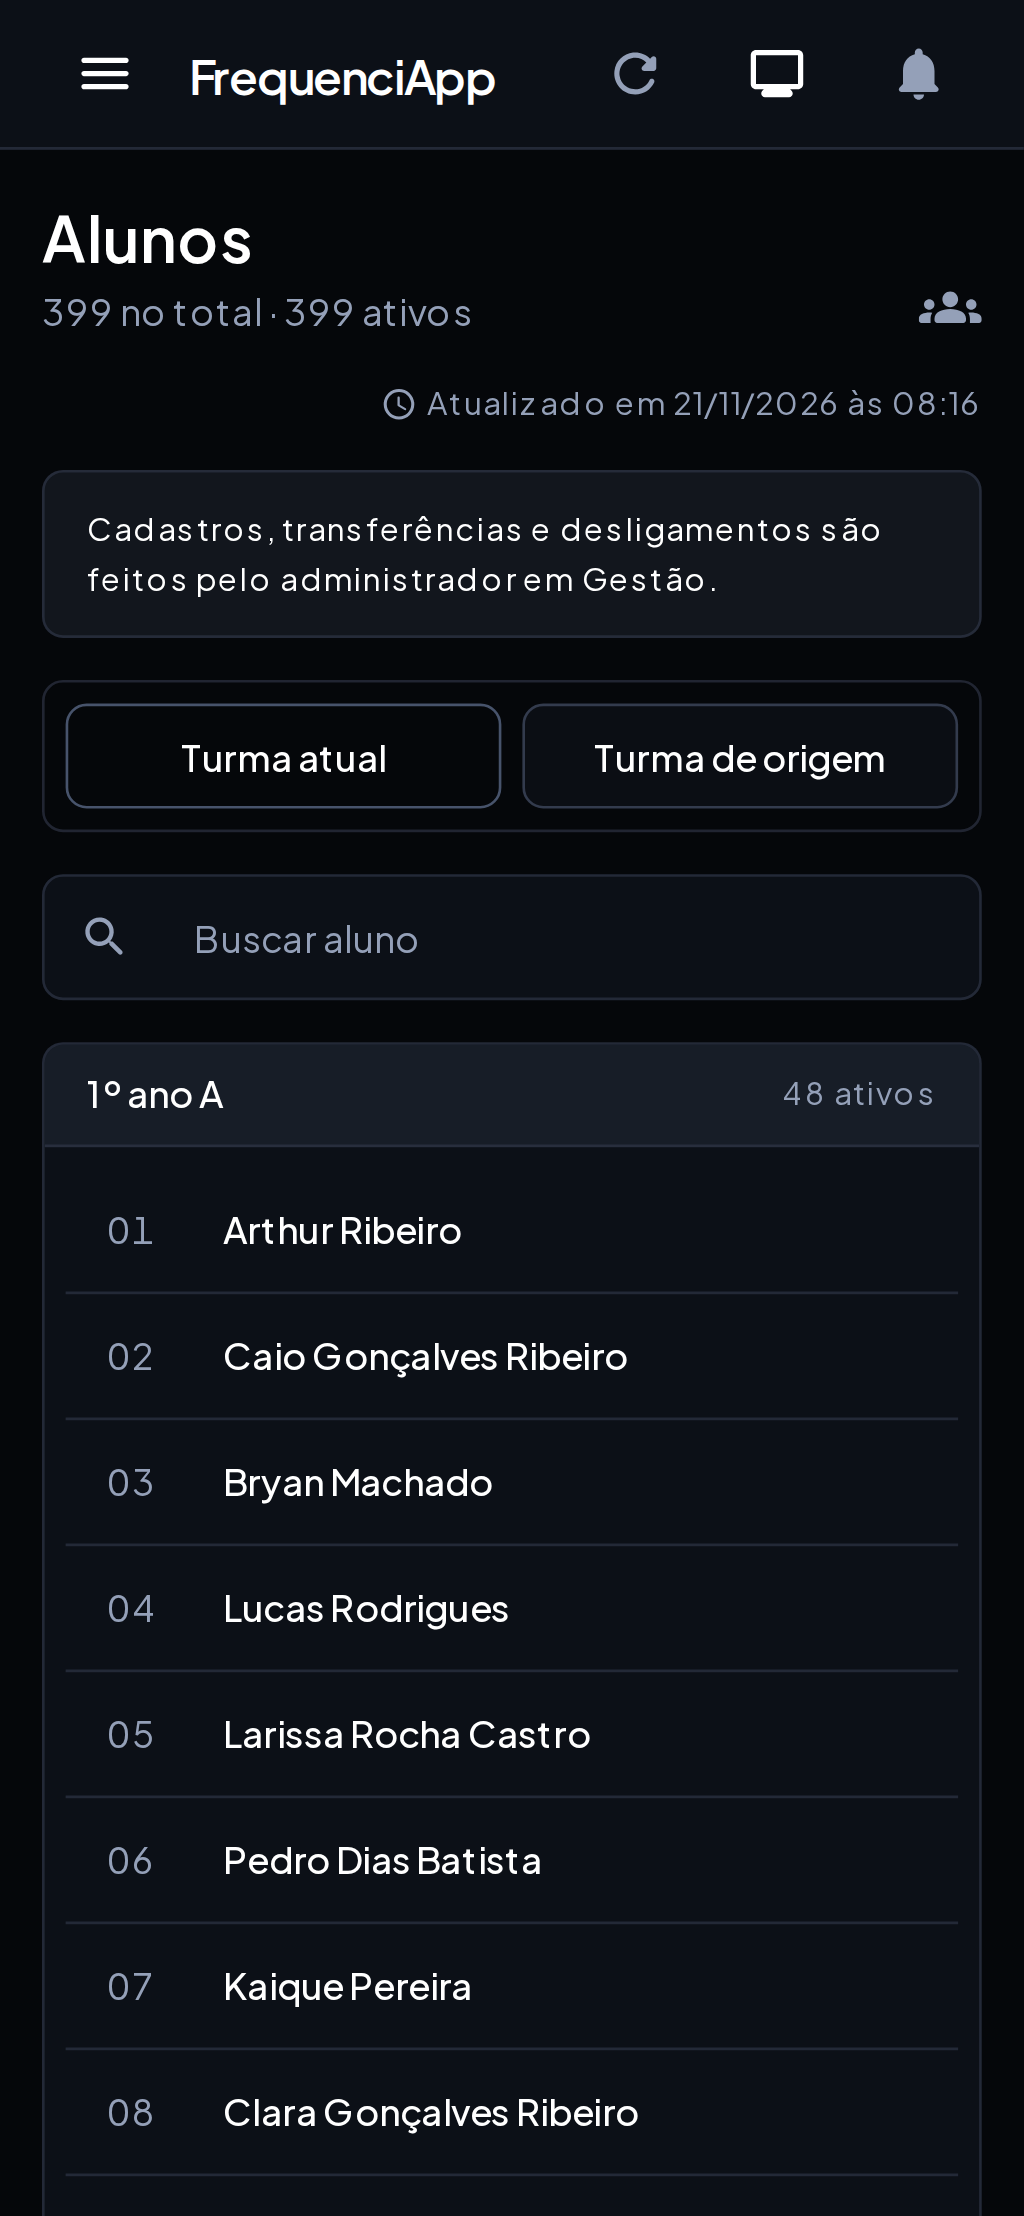 FrequenciApp
Alunos
399 no total · 399 ativos
Atualizado em 21/11/2026 às 08:16
Cadastros, transferências e desligamentos são
feitos pelo administrador em Gestão.
Turma atual
Turma de origem
Buscar aluno
1º ano A
48 ativos
01 Arthur Ribeiro
02 Caio Gonçalves Ribeiro
03 Bryan Machado
04 Lucas Rodrigues
05 Larissa Rocha Castro
06 Pedro Dias Batista
07 Kaique Pereira
08 Clara Gonçalves Ribeiro